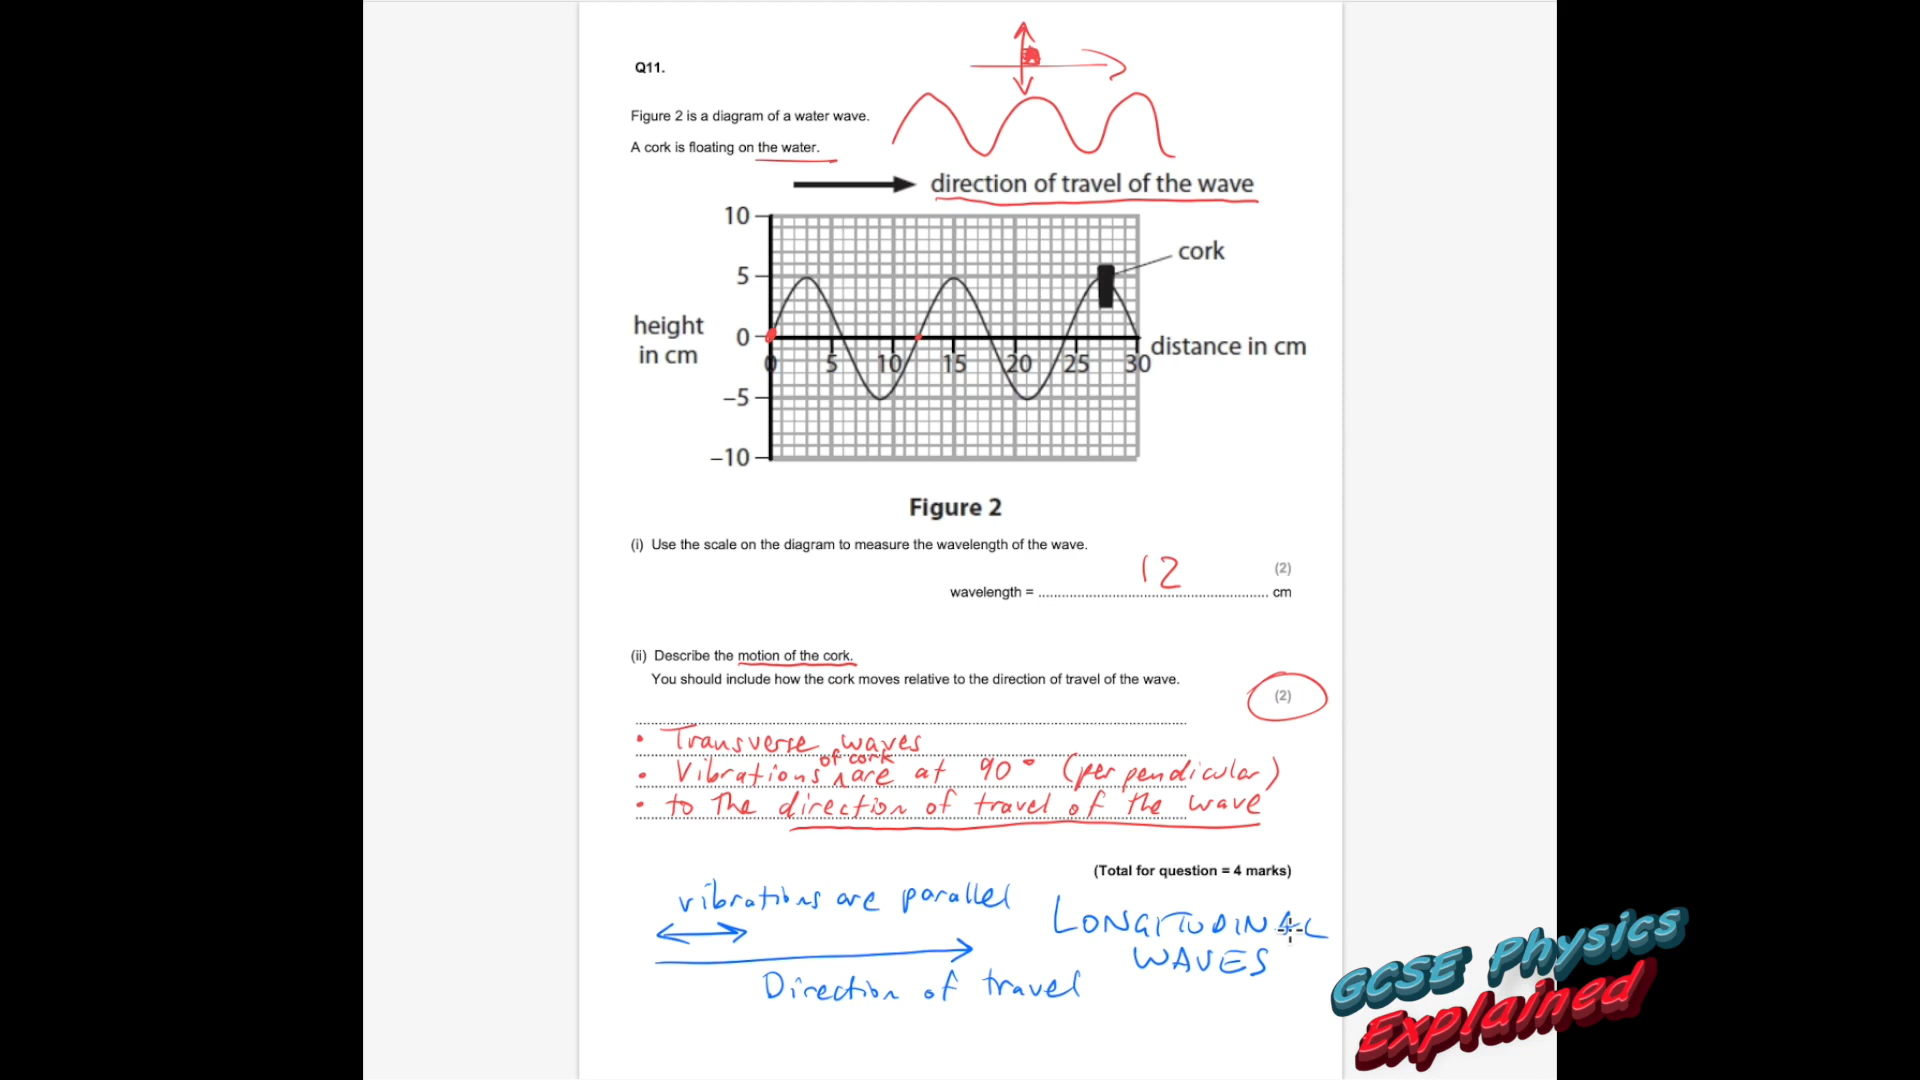 Q11.
Figure 2 is a diagram of a water wave.
A cork is floating on the water.
direction of travel of the wave
10
cork
5
height
in cm
0
distance in cm
0 5 10 15 20 25 30
–5
–10
Figure 2
(i) Use the scale on the diagram to measure the wavelength of the wave.
(2)
12
wavelength = ........................................................ cm
(ii) Describe the motion of the cork.
You should include how the cork moves relative to the direction of travel of the wave.
(2)
• Transverse waves
of cork
• Vibrations are at 90° (perpendicular)
• to the direction of travel of the wave
(Total for question = 4 marks)
vibrations are parallel
LONGITUDINAL
WAVES
Direction of travel
GCSE Physics
Explained